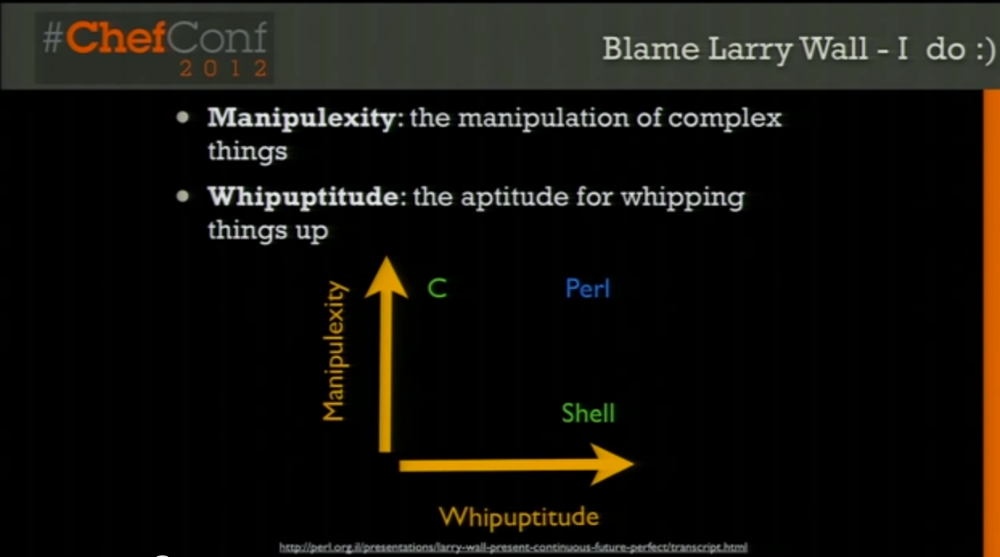 #ChefConf
2012
Blame Larry Wall - I do :)
• Manipulexity: the manipulation of complex
things
• Whipuptitude: the aptitude for whipping
things up
Manipulexity
C
Perl
Shell
Whipuptitude
http://perl.org.il/presentations/larry-wall-present-continuous-future-perfect/transcript.html